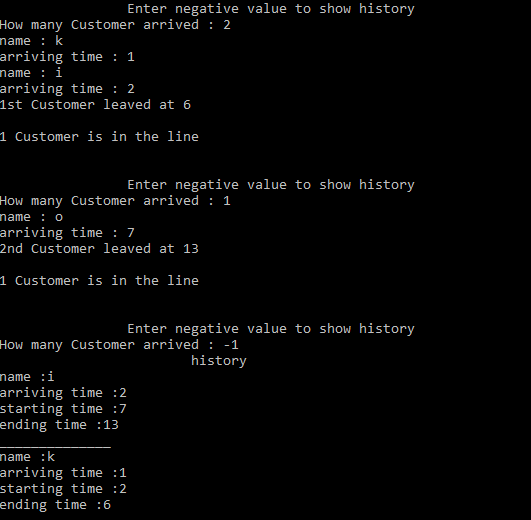 Enter negative value to show history
How many Customer arrived : 2
name : k
arriving time : 1
name : i
arriving time : 2
1st Customer leaved at 6
1 Customer is in the line
Enter negative value to show history
How many Customer arrived : 1
name : o
arriving time : 7
2nd Customer leaved at 13
1 Customer is in the line
Enter negative value to show history
How many Customer arrived : -1
history
name :i
arriving time :2
starting time :7
ending time :13
______________
name :k
arriving time :1
starting time :2
ending time :6